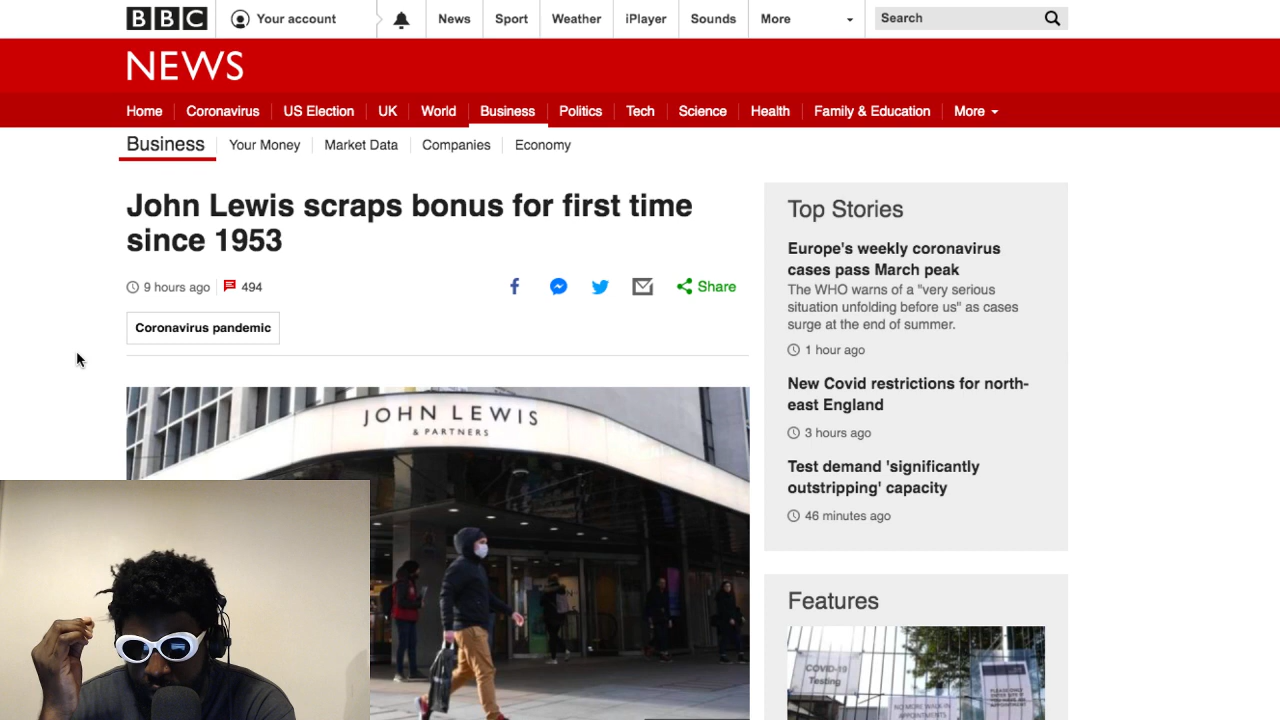 BBC
Your account
News
Sport
Weather
iPlayer
Sounds
More
Search
NEWS
Home
Coronavirus
US Election
UK
World
Business
Politics
Tech
Science
Health
Family & Education
More
Business
Your Money
Market Data
Companies
Economy
John Lewis scraps bonus for first time
since 1953
9 hours ago
494
Share
Coronavirus pandemic
JOHN LEWIS
& PARTNERS
Top Stories
Europe's weekly coronavirus
cases pass March peak
The WHO warns of a "very serious
situation unfolding before us" as cases
surge at the end of summer.
1 hour ago
New Covid restrictions for north-
east England
3 hours ago
Test demand 'significantly
outstripping' capacity
46 minutes ago
Features
COVID-19
Testing
NO MORE WALK-IN
APPOINTMENTS